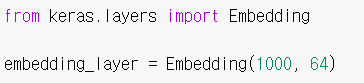 from keras.layers import Embedding
embedding_layer = Embedding(1000, 64)